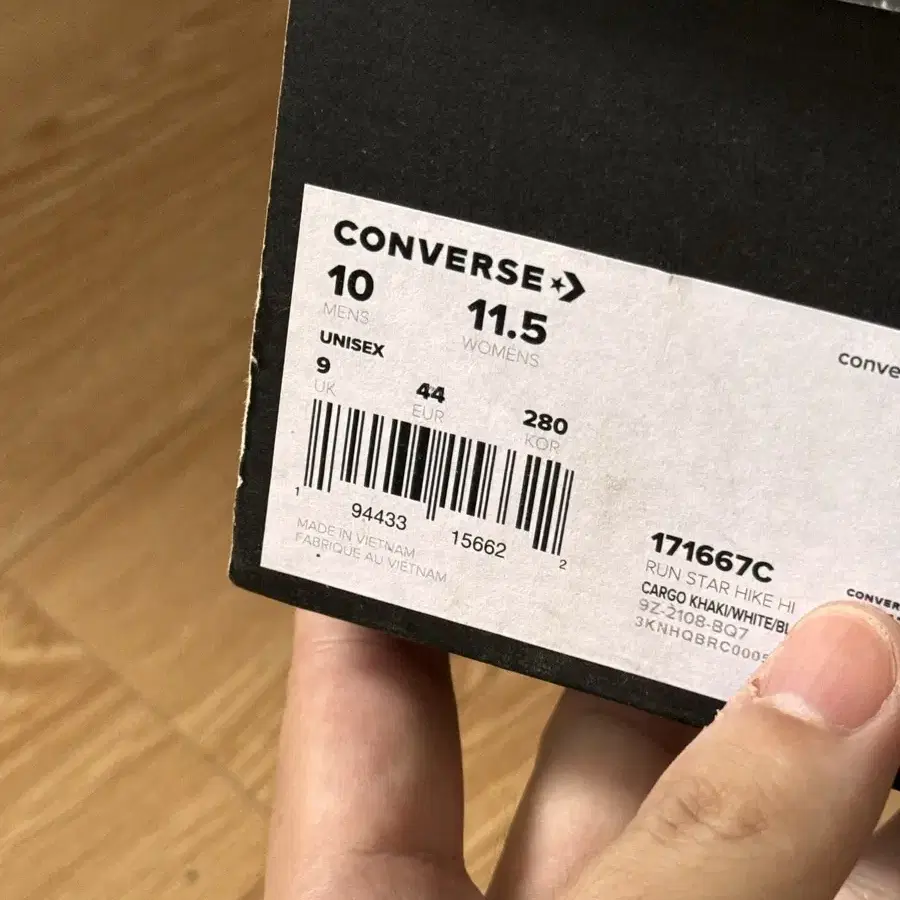 CONVERSE
10 11.5
MENS WOMENS
UNISEX
9 44 280
UK EUR KOR
1 94433 15662 2
MADE IN VIETNAM
FABRIQUE AU VIETNAM
conve
171667C
RUN STAR HIKE HI
CARGO KHAKI/WHITE/BL
9Z-2108-BQ7
3KNHQBRC0005
CONVER